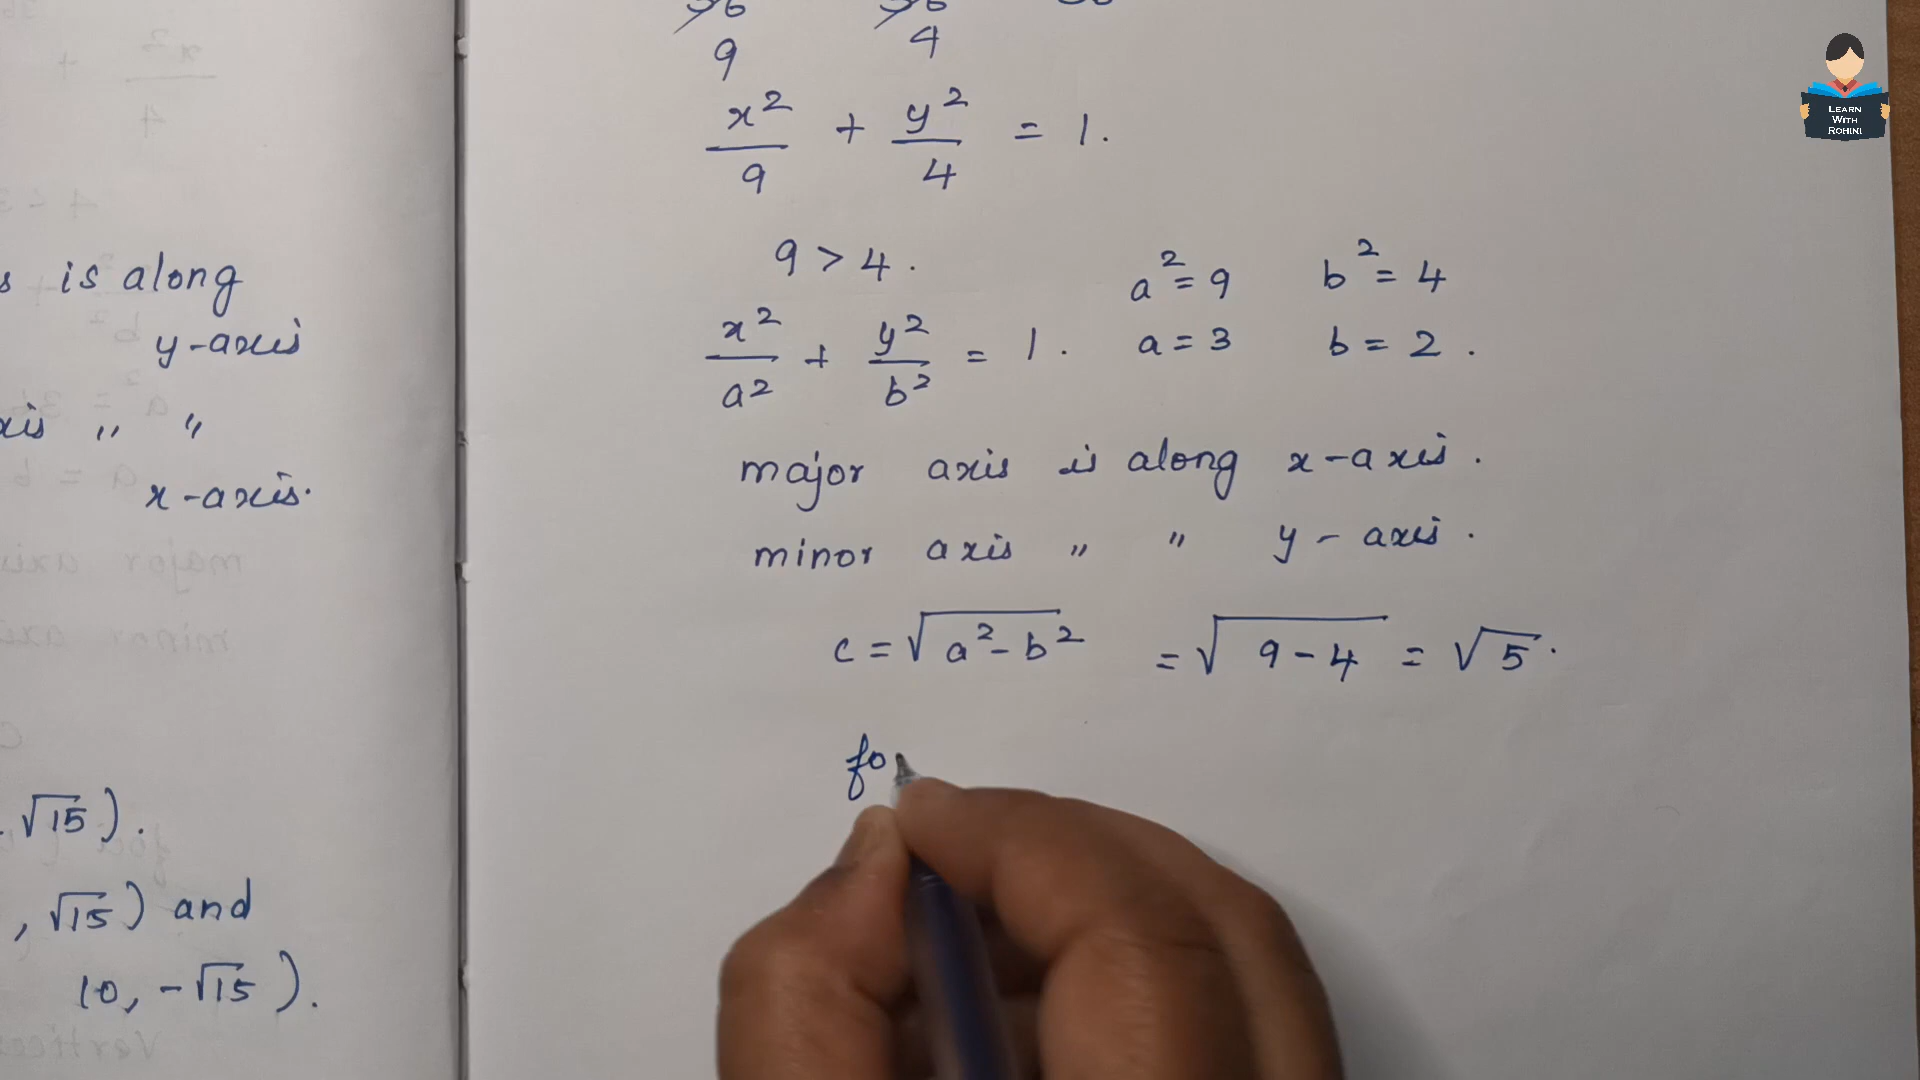 9 4
x²/9 + y²/4 = 1.
9 > 4. a² = 9 b² = 4
x²/a² + y²/b² = 1. a = 3 b = 2.
major axis is along x-axis.
minor axis " " y-axis.
c = √a²-b² = √9-4 = √5.
fo
is along
y-axis
" "
x-axis.
√15).
, √15) and
(0, -√15).
LEARN
WITH
ROHINI